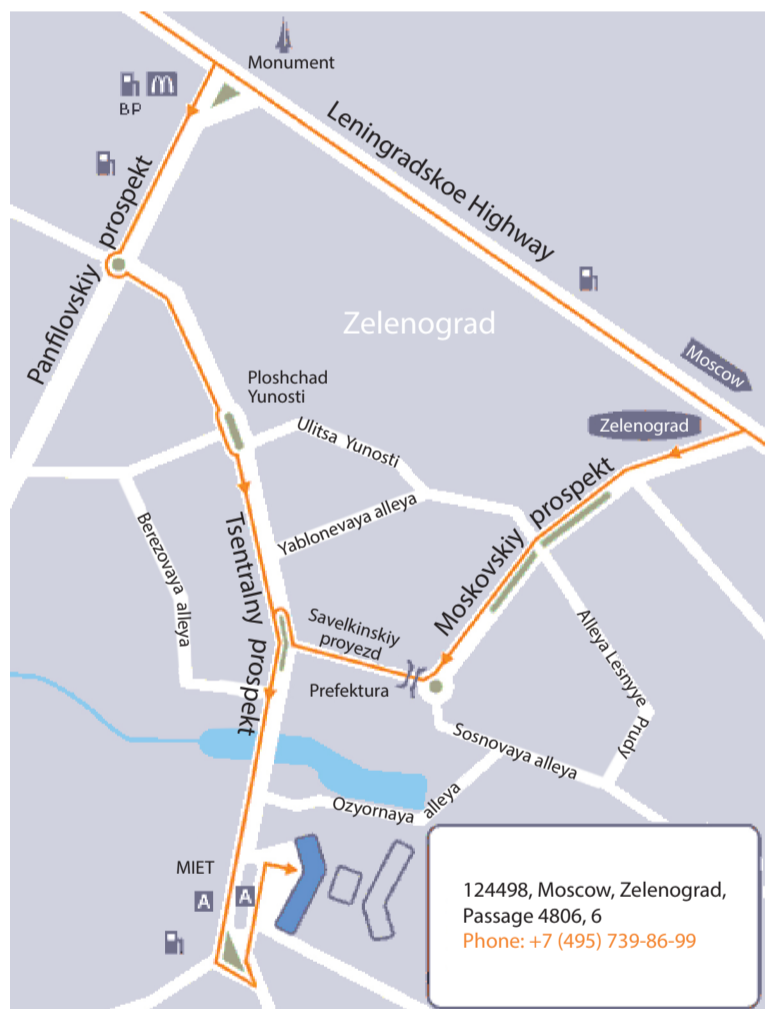 Monument
BP
Leningradskoe Highway
Panfilovskiy prospekt
Zelenograd
Moscow
Ploshchad
Yunosti
Zelenograd
Ulitsa Yunosti
Moskovskiy prospekt
Yablonevaya alleya
Berezovaya alleya
Tsentralny prospekt
Savelkinskiy
proyezd
Alleya Lesnyye Prudy
Prefektura
Sosnovaya alleya
Ozyornaya alleya
MIET
A
A
124498, Moscow, Zelenograd,
Passage 4806, 6
Phone: +7 (495) 739-86-99